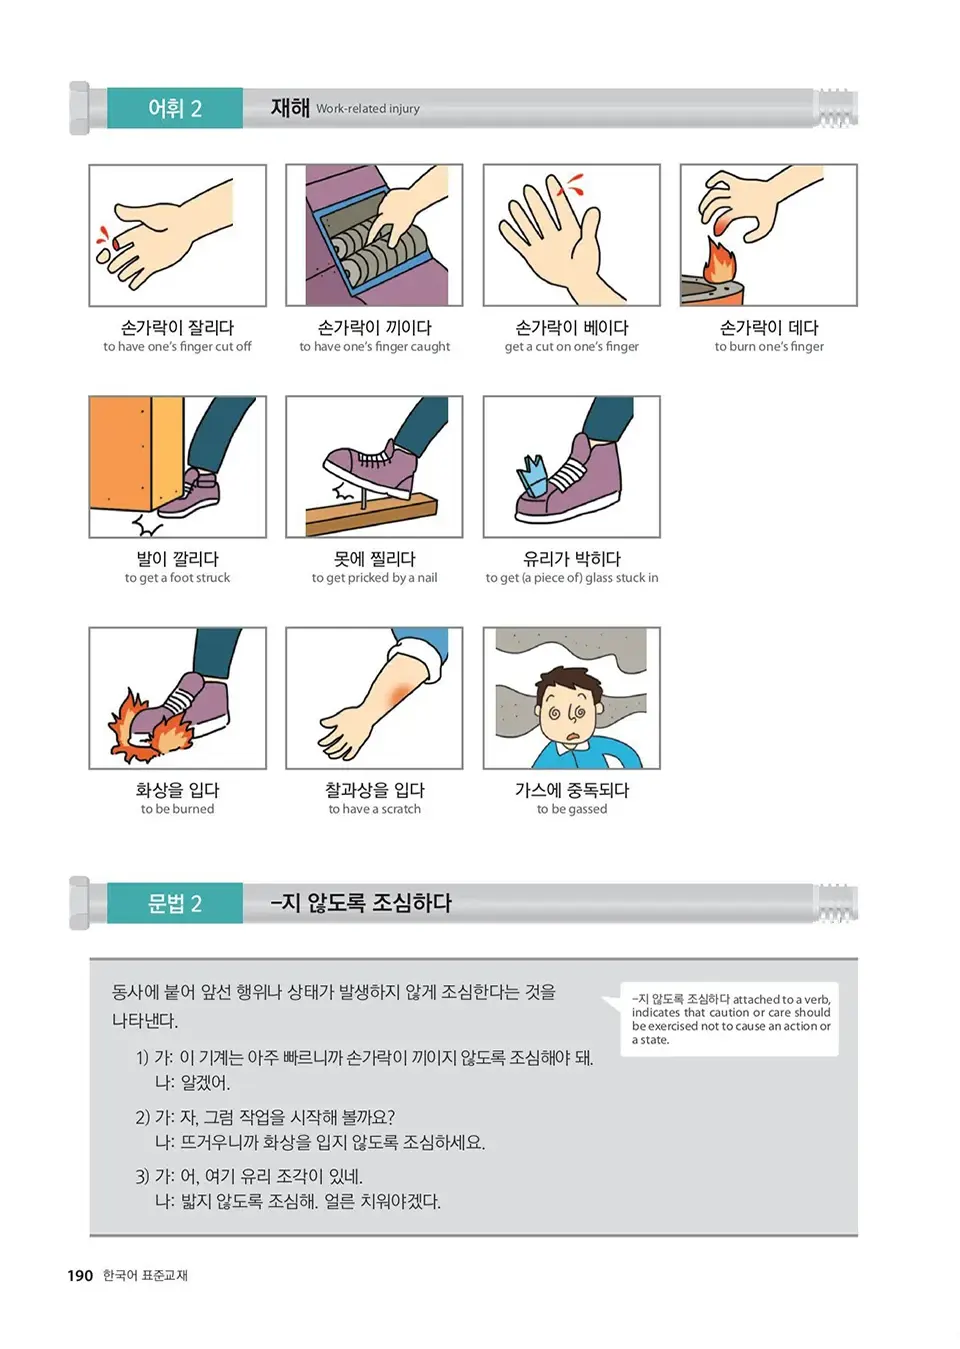 어휘 2
재해 Work-related injury
손가락이 잘리다
to have one's finger cut off
손가락이 끼이다
to have one's finger caught
손가락이 베이다
get a cut on one's finger
손가락이 데다
to burn one's finger
발이 깔리다
to get a foot struck
못에 찔리다
to get pricked by a nail
유리가 박히다
to get (a piece of) glass stuck in
화상을 입다
to be burned
찰과상을 입다
to have a scratch
가스에 중독되다
to be gassed
문법 2
-지 않도록 조심하다
동사에 붙어 앞선 행위나 상태가 발생하지 않게 조심한다는 것을
나타낸다.
-지 않도록 조심하다 attached to a verb,
indicates that caution or care should
be exercised not to cause an action or
a state.
1) 가: 이 기계는 아주 빠르니까 손가락이 끼이지 않도록 조심해야 돼.
나: 알겠어.
2) 가: 자, 그럼 작업을 시작해 볼까요?
나: 뜨거우니까 화상을 입지 않도록 조심하세요.
3) 가: 어, 여기 유리 조각이 있네.
나: 밟지 않도록 조심해. 얼른 치워야겠다.
190 한국어 표준교재